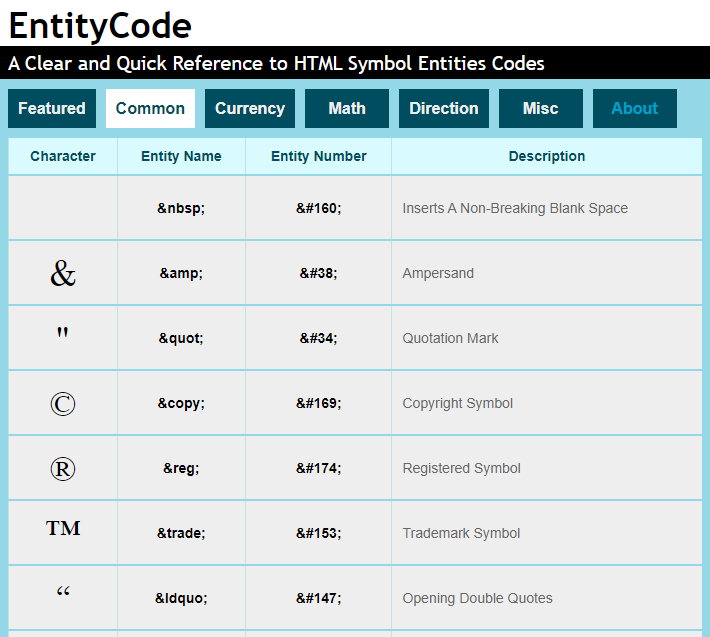 EntityCode
A Clear and Quick Reference to HTML Symbol Entities Codes
Featured Common Currency Math Direction Misc About
Character Entity Name Entity Number Description
&nbsp; &#160; Inserts A Non-Breaking Blank Space
& &amp; &#38; Ampersand
" &quot; &#34; Quotation Mark
© &copy; &#169; Copyright Symbol
® &reg; &#174; Registered Symbol
™ &trade; &#153; Trademark Symbol
“ &ldquo; &#147; Opening Double Quotes